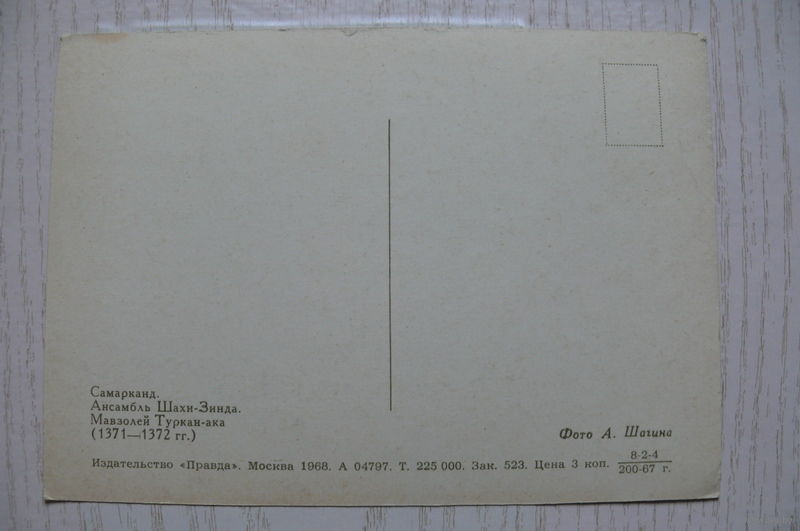 Самарканд.
Ансамбль Шахи-Зинда.
Мавзолей Туркан-ака
(1371—1372 гг.)
Фото А. Шагина
Издательство «Правда». Москва 1968. А 04797. Т. 225 000. Зак. 523. Цена 3 коп. 8-2-4
200-67 г.